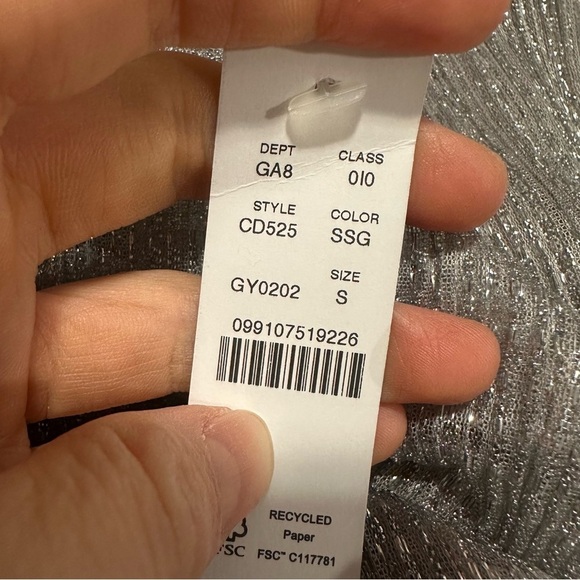 DEPT CLASS
GA8 010
STYLE COLOR
CD525 SSG
SIZE
GY0202 S
099107519226
RECYCLED
Paper
FSC FSC™ C117781